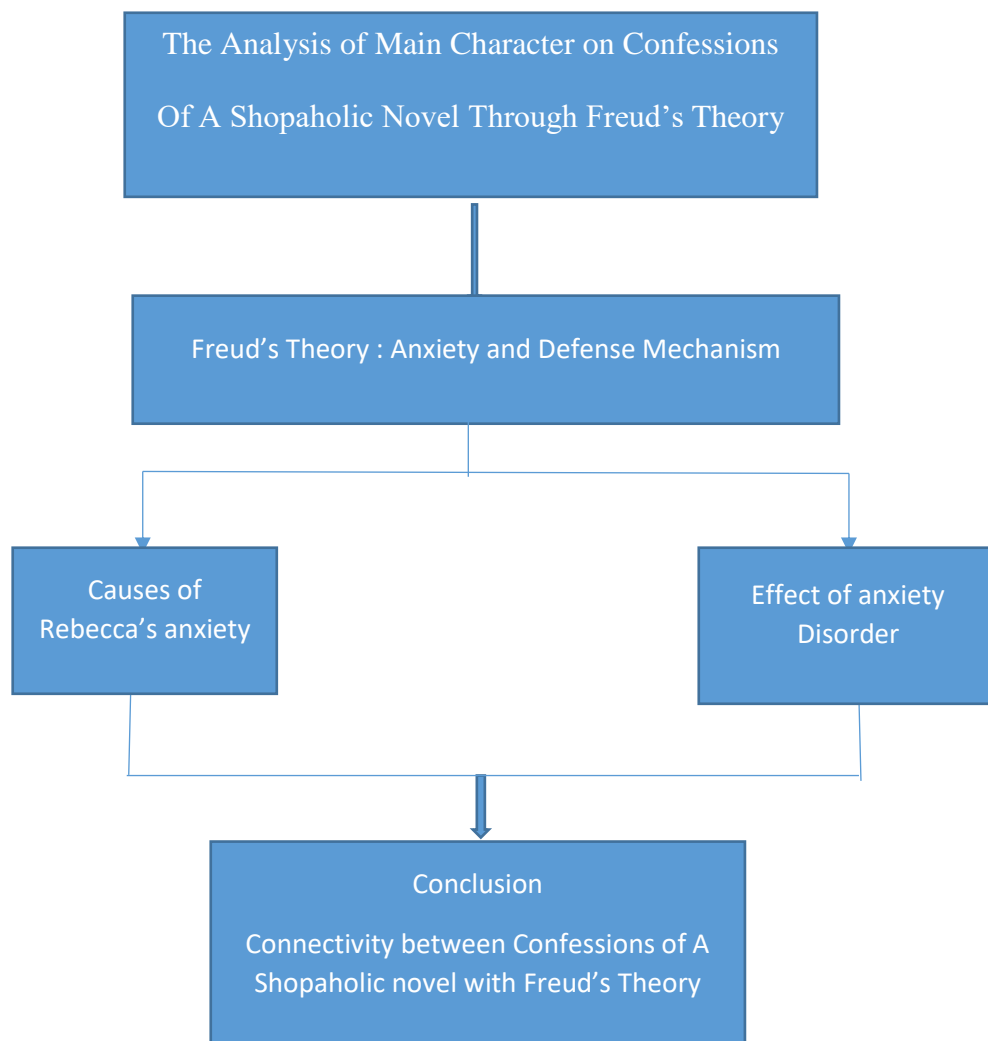 The Analysis of Main Character on Confessions
Of A Shopaholic Novel Through Freud's Theory
Freud's Theory : Anxiety and Defense Mechanism
Causes of
Rebecca's anxiety
Effect of anxiety
Disorder
Conclusion
Connectivity between Confessions of A
Shopaholic novel with Freud's Theory